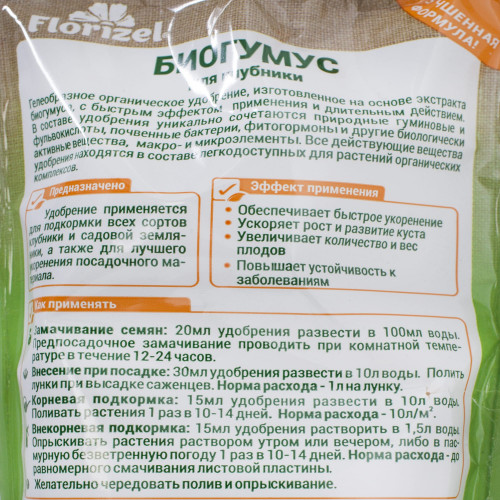 Florizel
УЛУЧШЕННАЯ
ФОРМУЛА!
БИОГУМУС
для клубники
Гелеобразное органическое удобрение, изготовленное на основе экстракта
биогумуса, с быстрым эффектом применения и длительным действием.
В составе удобрения уникально сочетаются природные гуминовые и
фульвокислоты, почвенные бактерии, фитогормоны и другие биологически
активные вещества, макро- и микроэлементы. Все действующие вещества
Удобрения находятся в составе легкодоступных для растений органических
комплексов.
Предназначено
Удобрение применяется
для подкормки всех сортов
клубники и садовой земля-
ники, а также для лучшего
укоренения посадочного ма-
териала.
Эффект применения
• Обеспечивает быстрое укоренение
• Ускоряет рост и развитие куста
• Увеличивает количество и вес
плодов
• Повышает устойчивость к
заболеваниям
Как применять
Замачивание семян: 20мл удобрения развести в 100мл воды.
Предпосадочное замачивание проводить при комнатной темпе-
ратуре в течение 12-24 часов.
Внесение при посадке: 30мл удобрения развести в 10л воды. Полить
лунки при высадке саженцев. Норма расхода - 1л на лунку.
Корневая подкормка: 15мл удобрения развести в 10л воды.
Поливать растения 1 раз в 10-14 дней. Норма расхода - 10л/м².
Внекорневая подкормка: 15мл удобрения растворить в 1,5л воды.
Опрыскивать растения раствором утром или вечером, либо в пас-
мурную безветренную погоду 1 раз в 10-14 дней. Норма расхода - до
равномерного смачивания листовой пластины.
Желательно чередовать полив и опрыскивание.